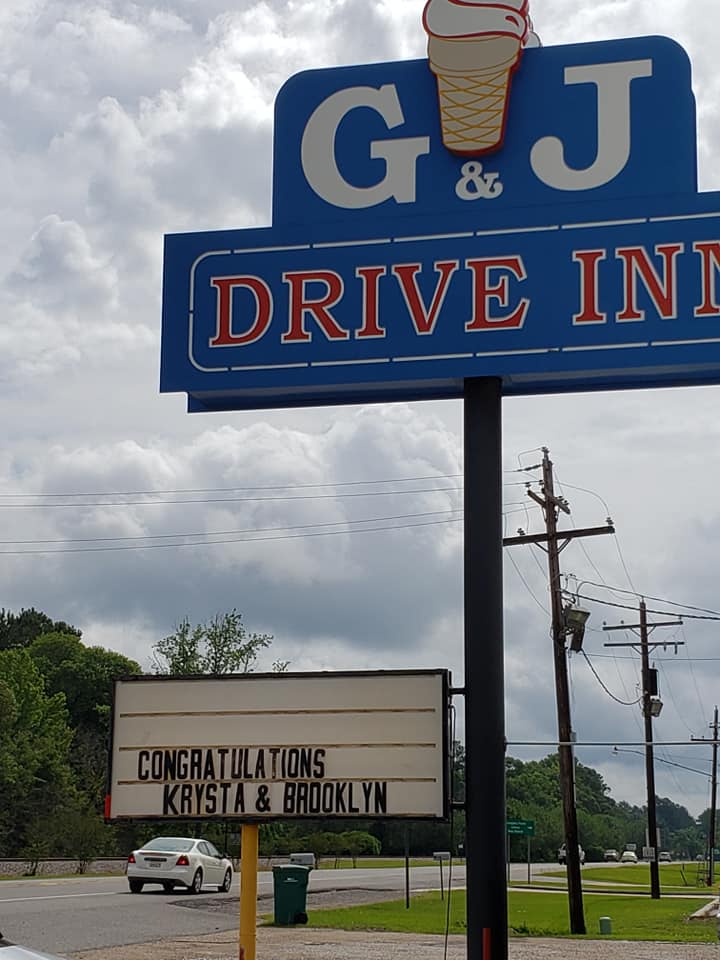 G & J
DRIVE INN
CONGRATULATIONS
KRYSTA & BROOKLYN